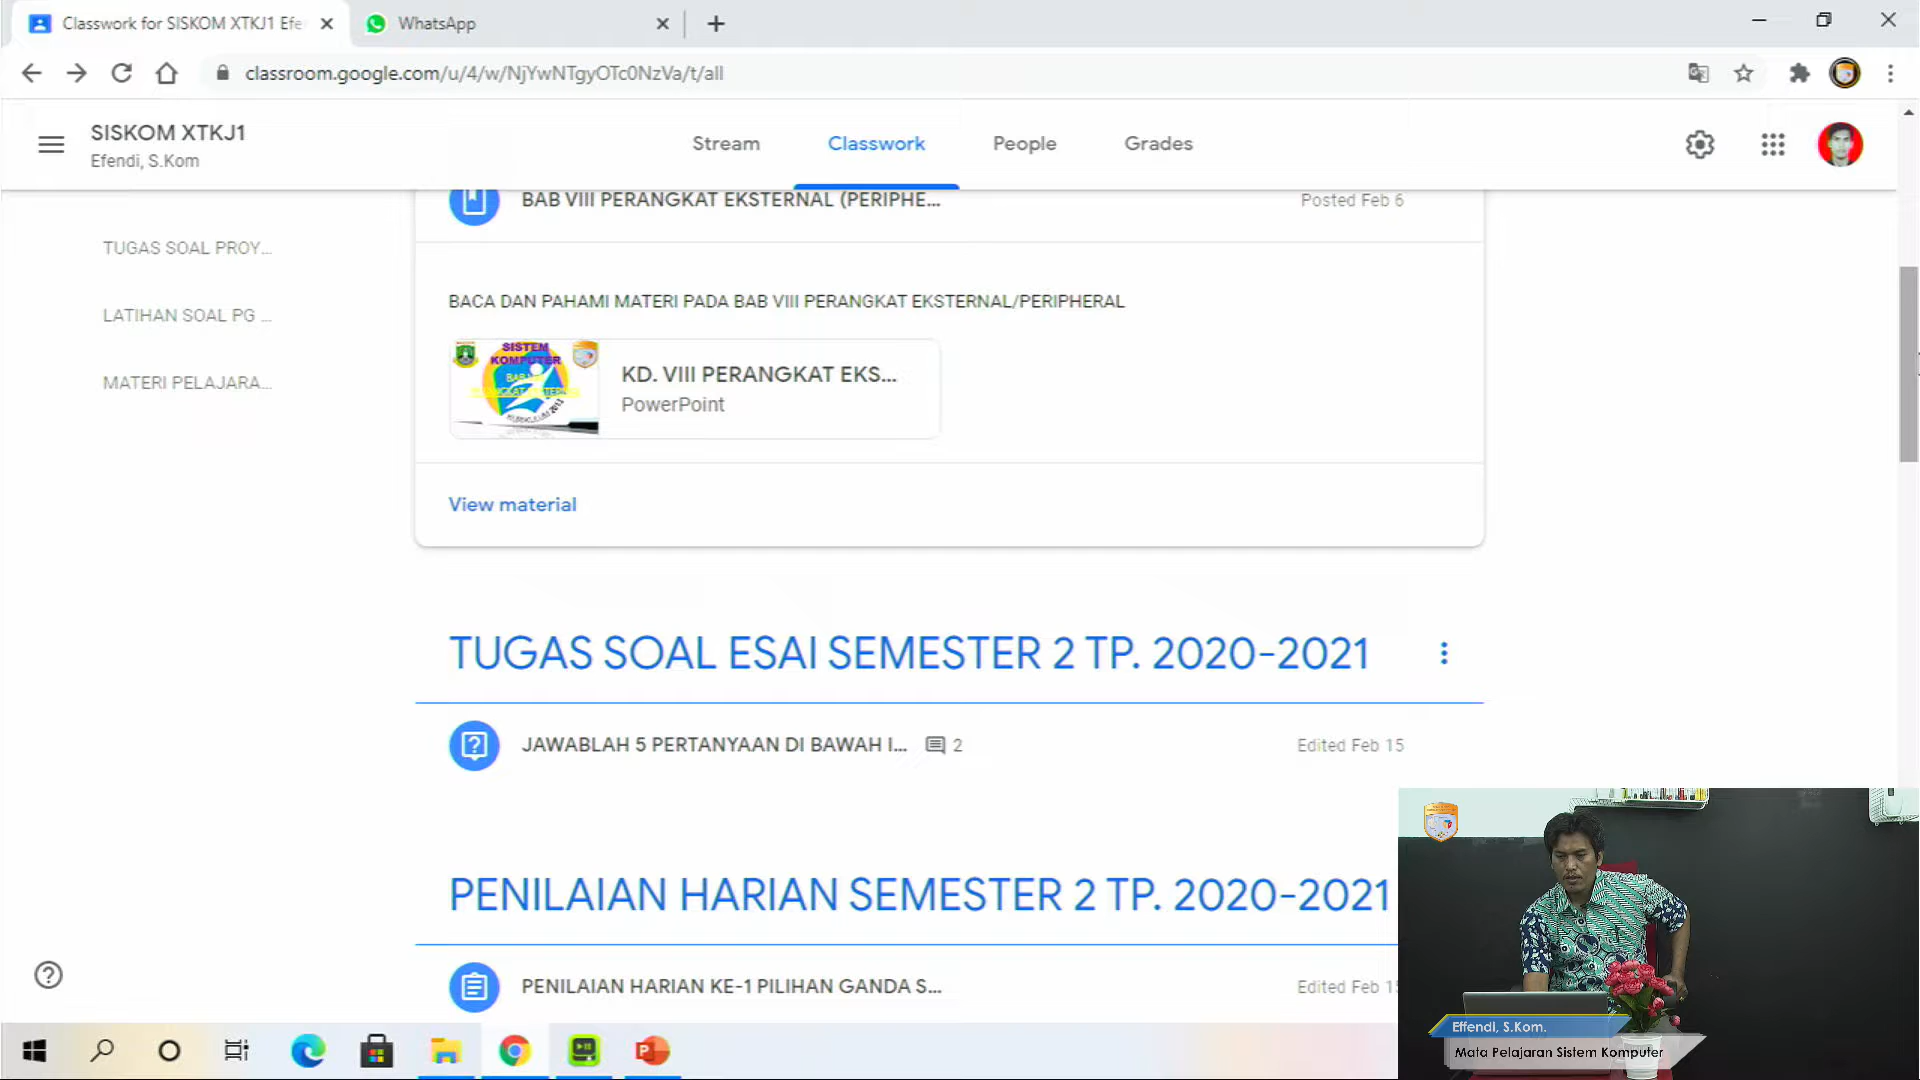 Classwork for SISKOM XTKJ1 Efe
WhatsApp
classroom.google.com/u/4/w/NjYwNTgyOTc0NzVa/t/all
SISKOM XTKJ1
Efendi, S.Kom
Stream
Classwork
People
Grades
BAB VIII PERANGKAT EKSTERNAL (PERIPHE...
Posted Feb 6
TUGAS SOAL PROY...
LATIHAN SOAL PG ...
MATERI PELAJARA...
BACA DAN PAHAMI MATERI PADA BAB VIII PERANGKAT EKSTERNAL/PERIPHERAL
SISTEM
KOMPUTER
KD. VIII PERANGKAT EKS...
PowerPoint
View material
TUGAS SOAL ESAI SEMESTER 2 TP. 2020-2021
JAWABLAH 5 PERTANYAAN DI BAWAH I...
2
Edited Feb 15
PENILAIAN HARIAN SEMESTER 2 TP. 2020-2021
PENILAIAN HARIAN KE-1 PILIHAN GANDA S...
Edited Feb 15
Effendi, S.Kom.
Mata Pelajaran Sistem Komputer